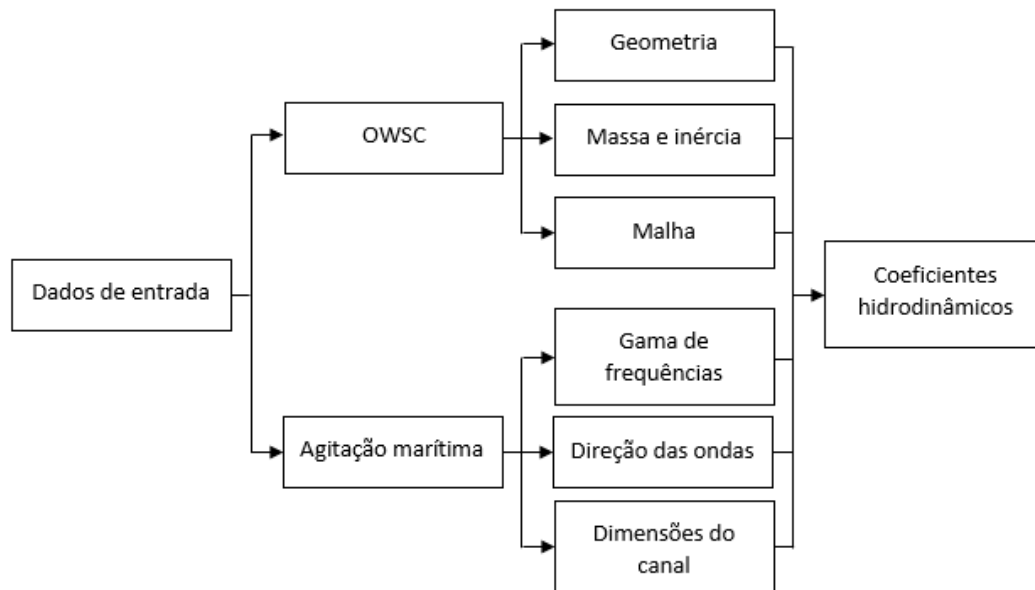 Geometria
OWSC
Massa e inércia
Malha
Dados de entrada
Coeficientes
hidrodinâmicos
Gama de
frequências
Agitação marítima
Direção das ondas
Dimensões do
canal